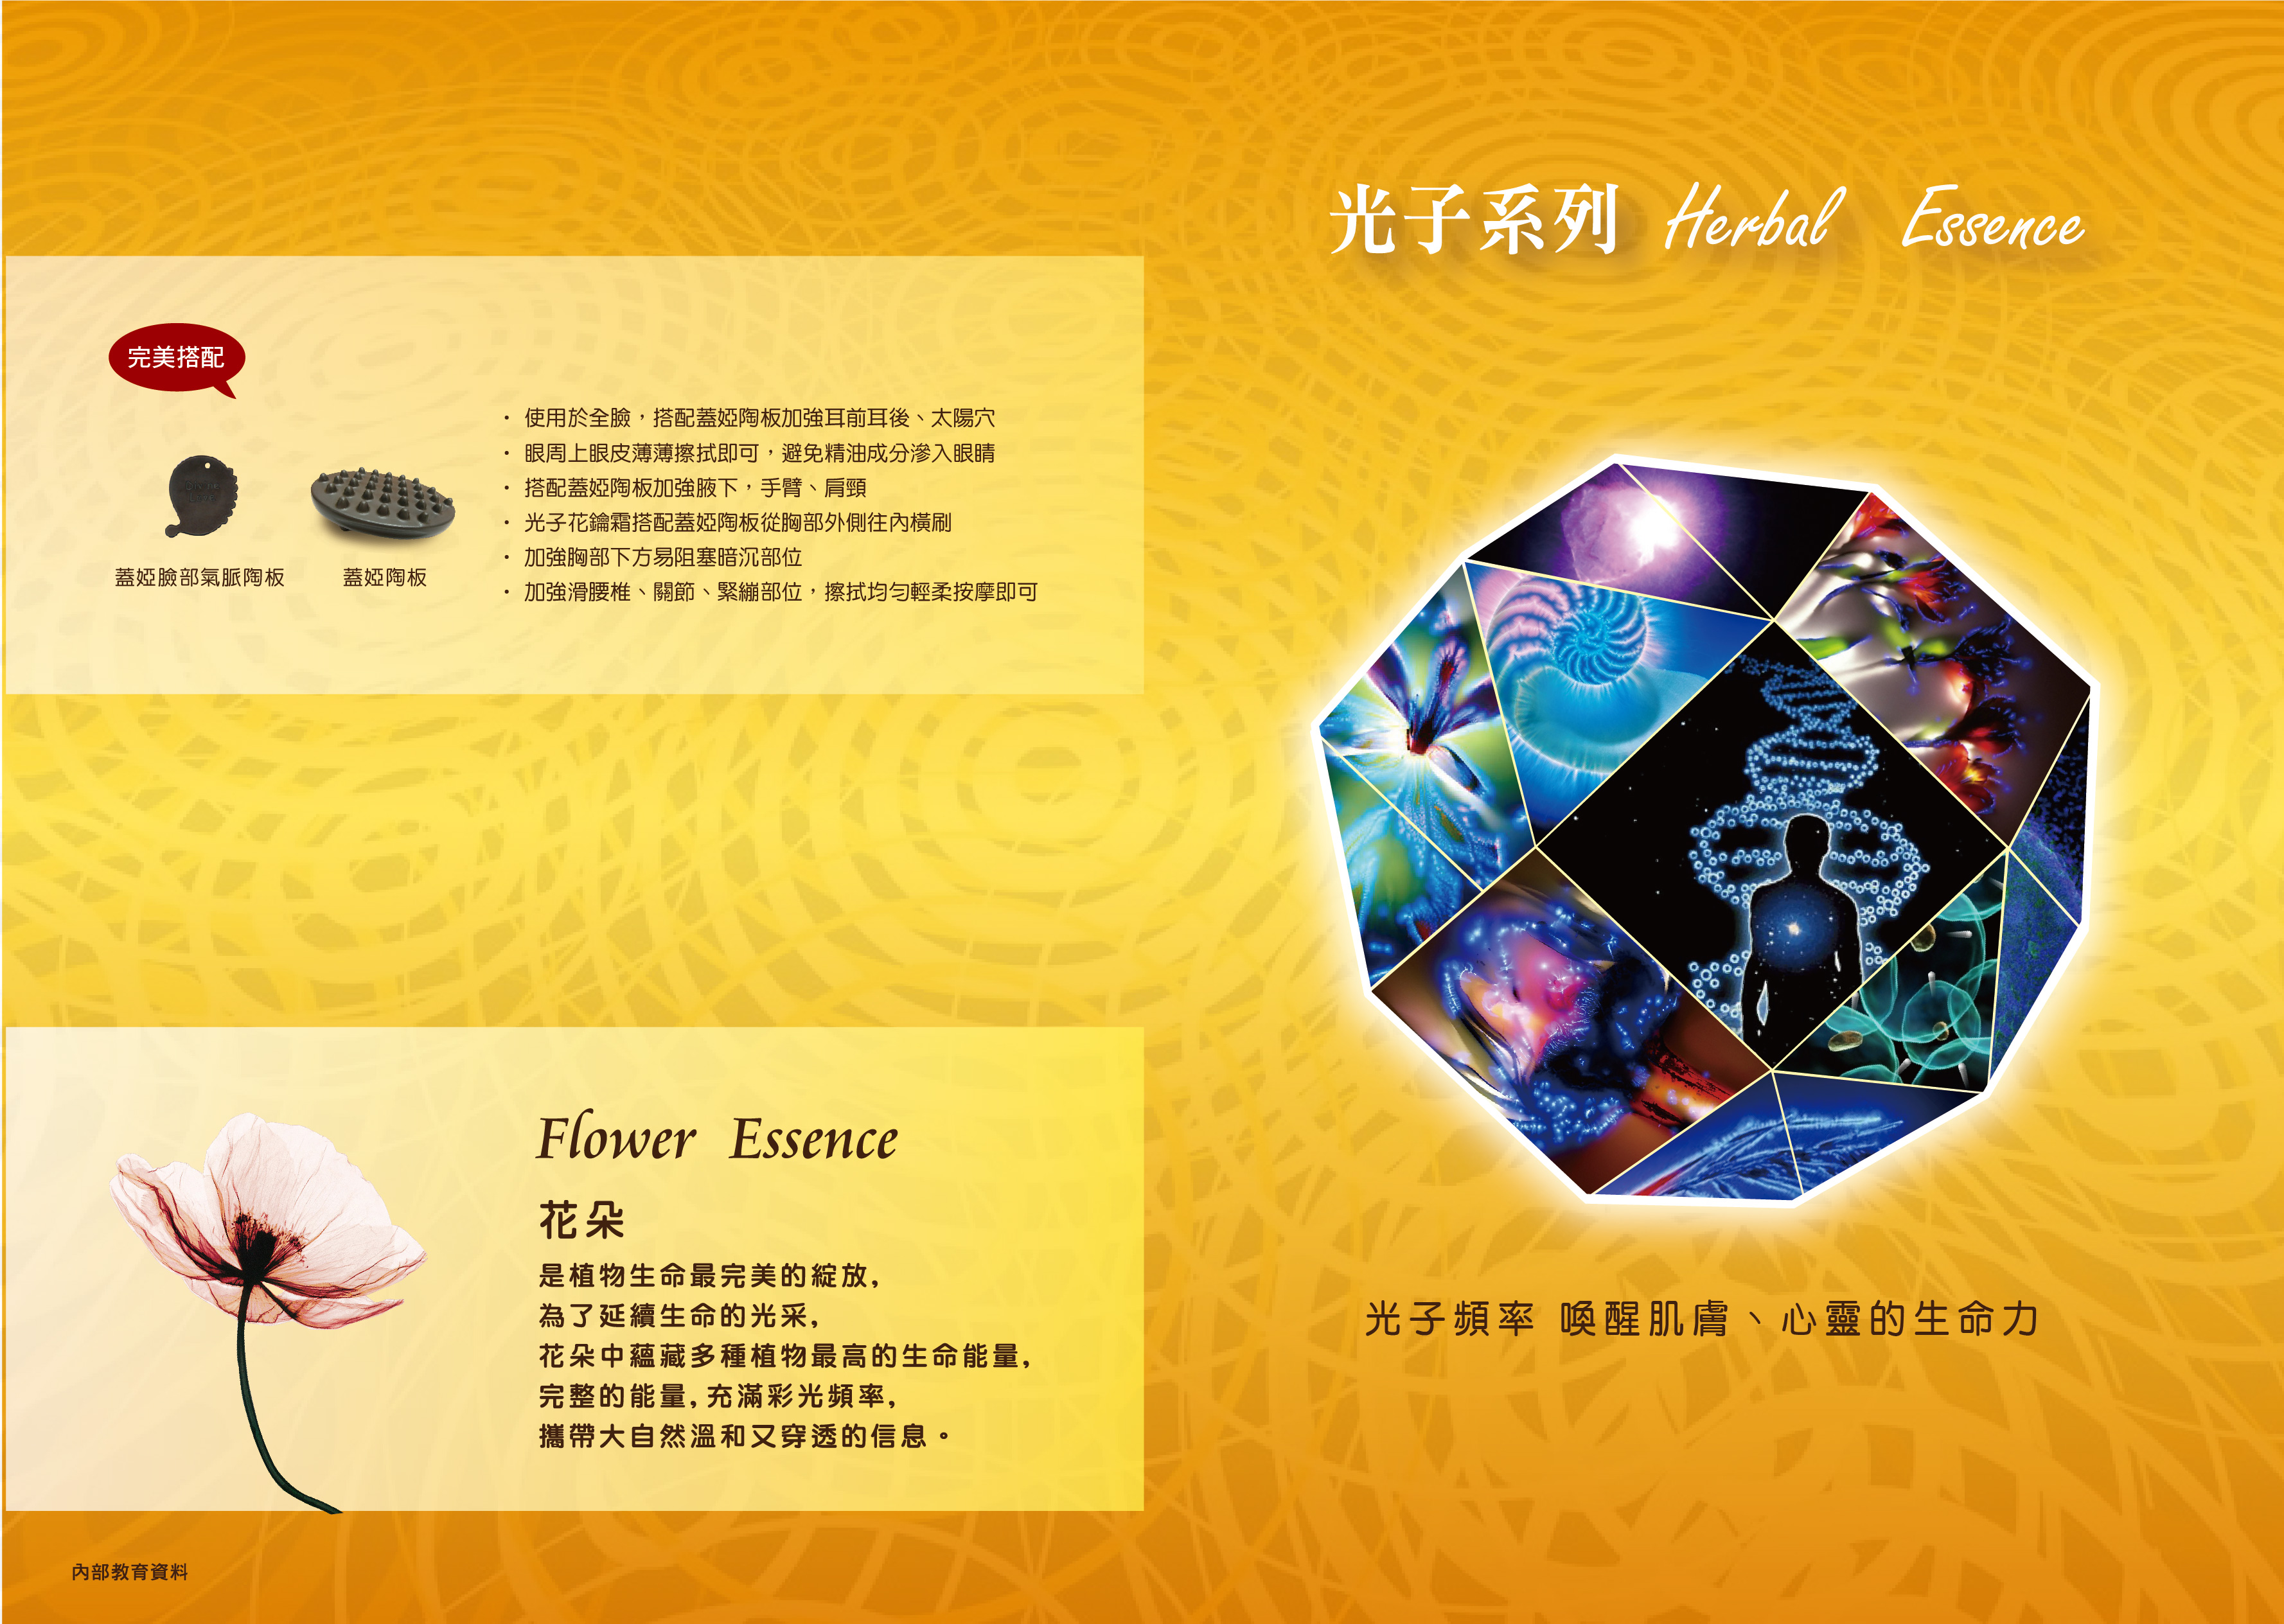 完美搭配
蓋婭臉部氣脈陶板
蓋婭陶板
• 使用於全臉，搭配蓋婭陶板加強耳前耳後、太陽穴
• 眼周上眼皮薄薄擦拭即可，避免精油成分滲入眼睛
• 搭配蓋婭陶板加強腋下，手臂、肩頸
• 光子花鑰霜搭配蓋婭陶板從胸部外側往內橫刷
• 加強胸部下方易阻塞暗沉部位
• 加強滑腰椎、關節、緊繃部位，擦拭均勻輕柔按摩即可
Flower Essence
花朵
是植物生命最完美的綻放,
為了延續生命的光采,
花朵中蘊藏多種植物最高的生命能量,
完整的能量, 充滿彩光頻率,
攜帶大自然溫和又穿透的信息。
內部教育資料
光子系列 Herbal Essence
光子頻率 喚醒肌膚、心靈的生命力